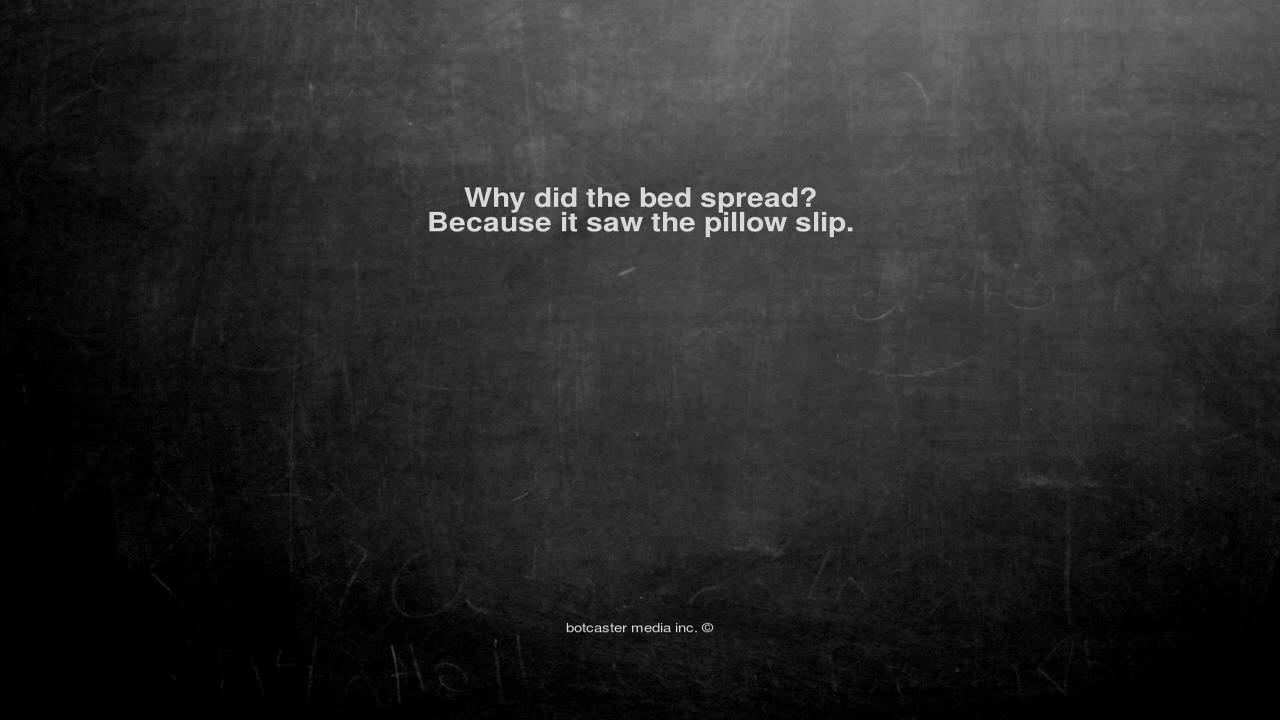 Why did the bed spread?
Because it saw the pillow slip.
botcaster media inc. ©